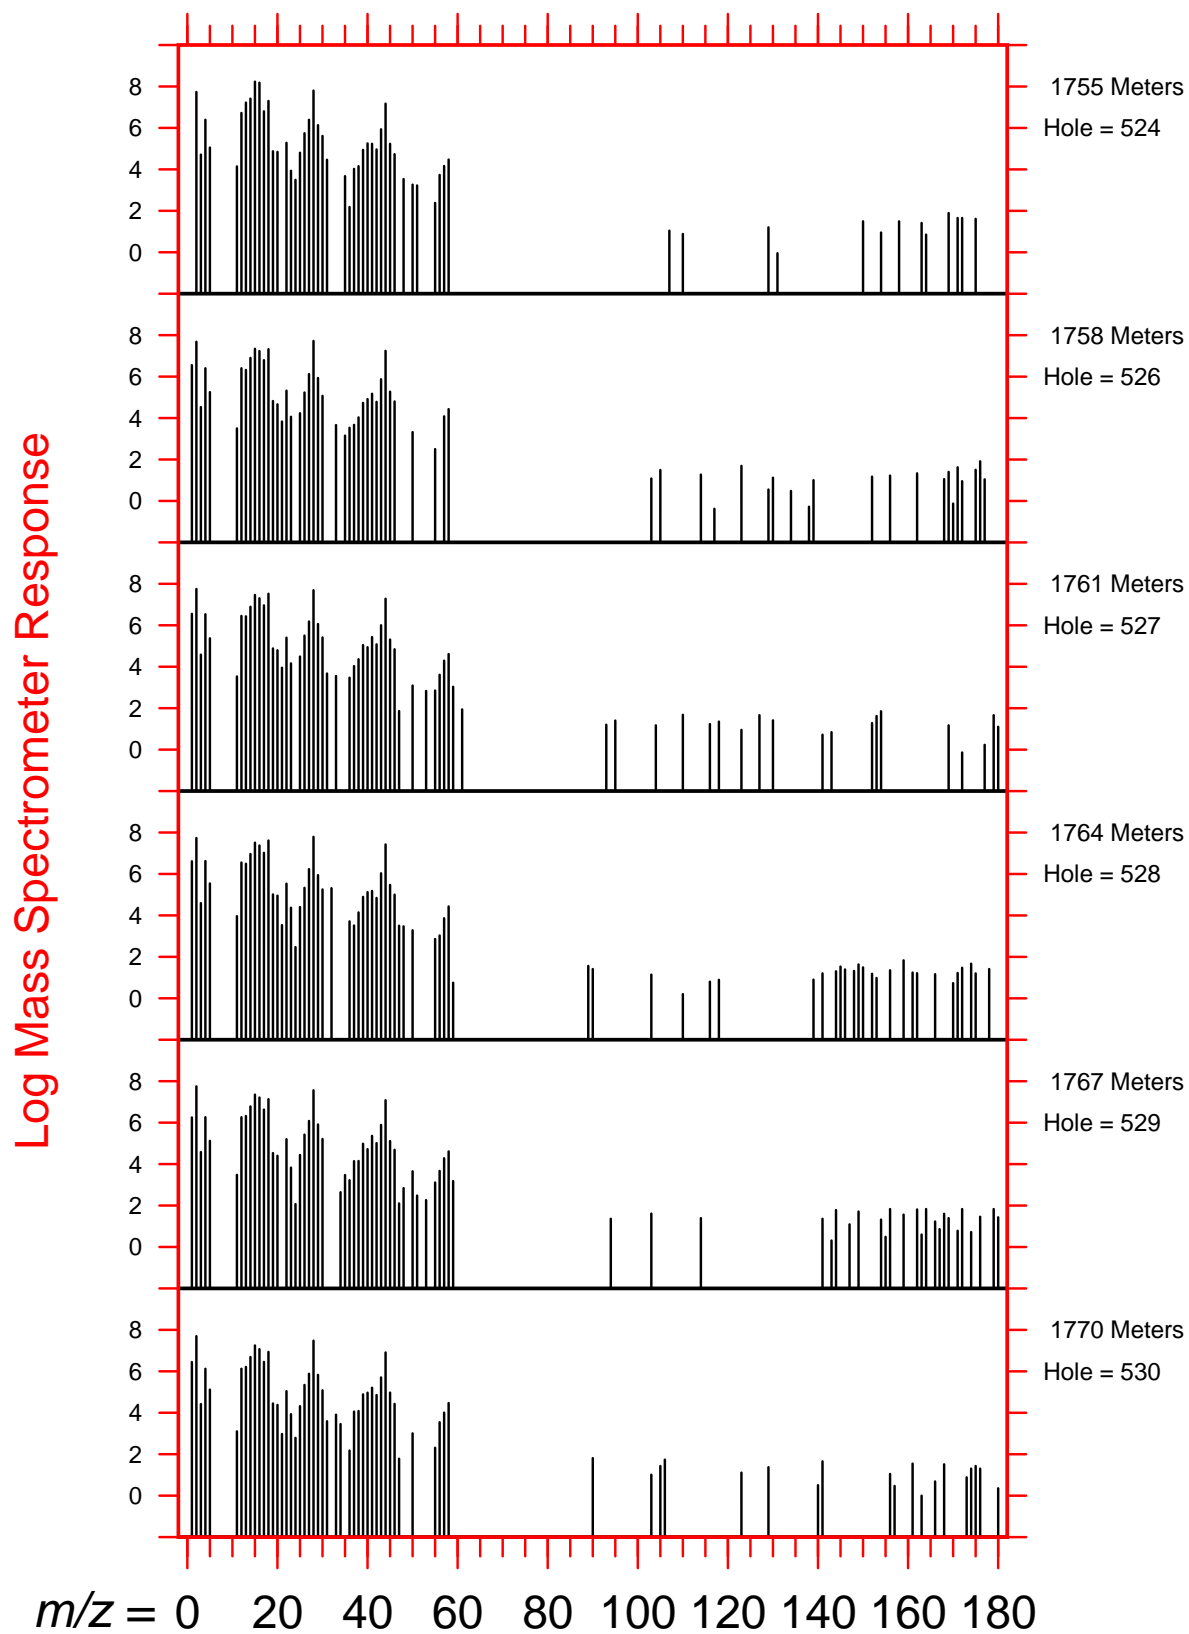 8 1755 Meters
6 Hole = 524
4
2
0
8 1758 Meters
6 Hole = 526
4
2
0
8 1761 Meters
6 Hole = 527
4
2
0
8 1764 Meters
6 Hole = 528
4
2
0
8 1767 Meters
6 Hole = 529
4
2
0
8 1770 Meters
6 Hole = 530
4
2
0
Log Mass Spectrometer Response
m/z = 0 20 40 60 80 100 120 140 160 180